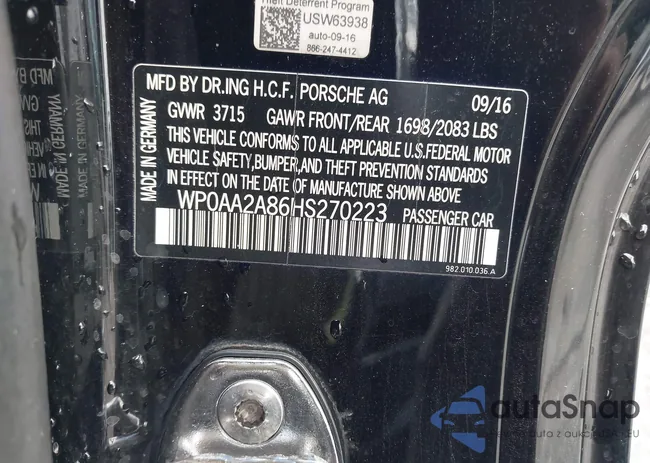 Theft Deterrent Program
USW63938
auto-09-16
866-247-4412
MFD BY DR.ING H.C.F. PORSCHE AG 09/16
GVWR 3715 GAWR FRONT/REAR 1698/2083 LBS
THIS VEHICLE CONFORMS TO ALL APPLICABLE U.S.FEDERAL MOTOR
VEHICLE SAFETY,BUMPER,AND THEFT PREVENTION STANDARDS
IN EFFECT ON THE DATE OF MANUFACTURE SHOWN ABOVE
WP0AA2A86HS270223 PASSENGER CAR
982.010.036.A
MADE IN GERMANY
autaSnap
auta z aukcji